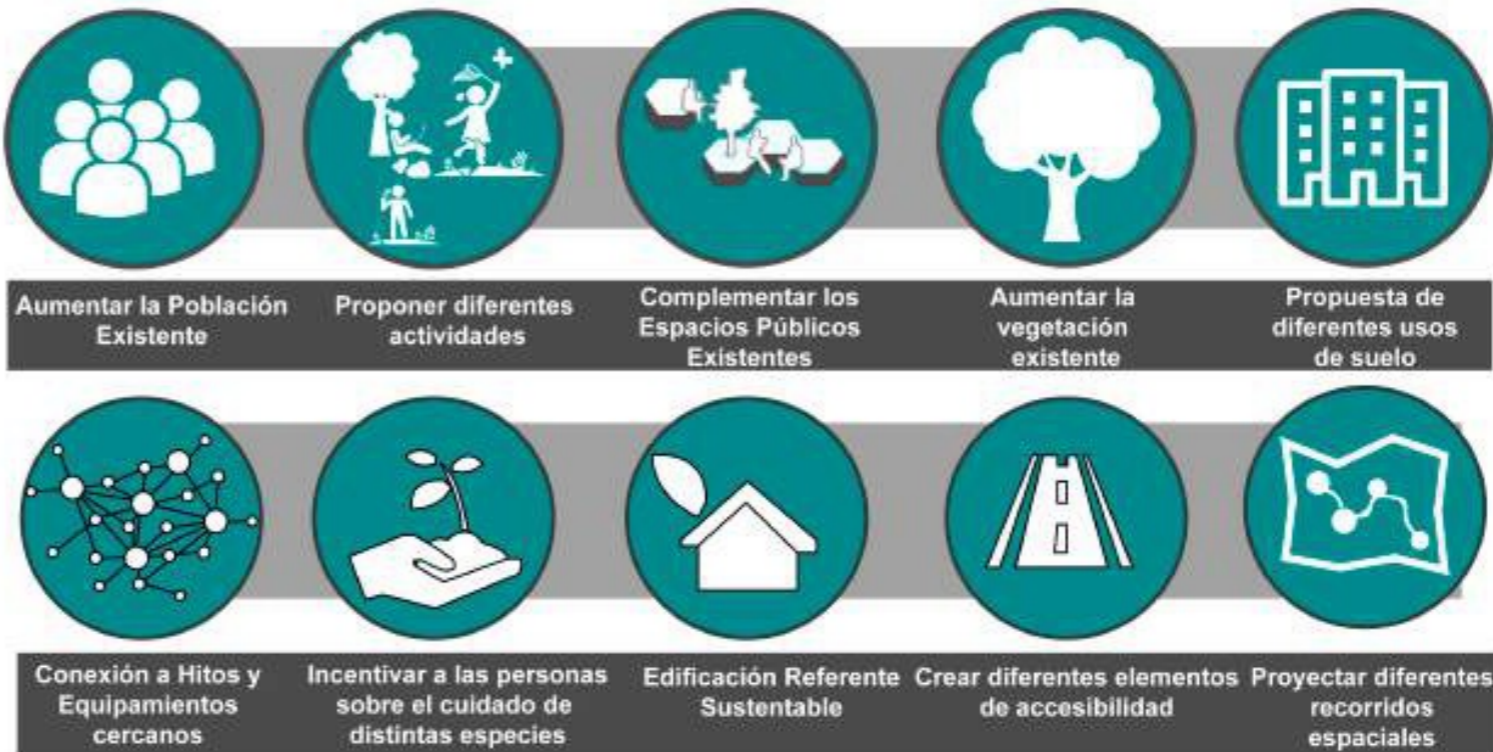 Aumentar la Población
Existente
Proponer diferentes
actividades
Complementar los
Espacios Públicos
Existentes
Aumentar la
vegetación
existente
Propuesta de
diferentes usos
de suelo
Conexión a Hitos y
Equipamientos
cercanos
Incentivar a las personas
sobre el cuidado de
distintas especies
Edificación Referente
Sustentable
Crear diferentes elementos
de accesibilidad
Proyectar diferentes
recorridos
espaciales